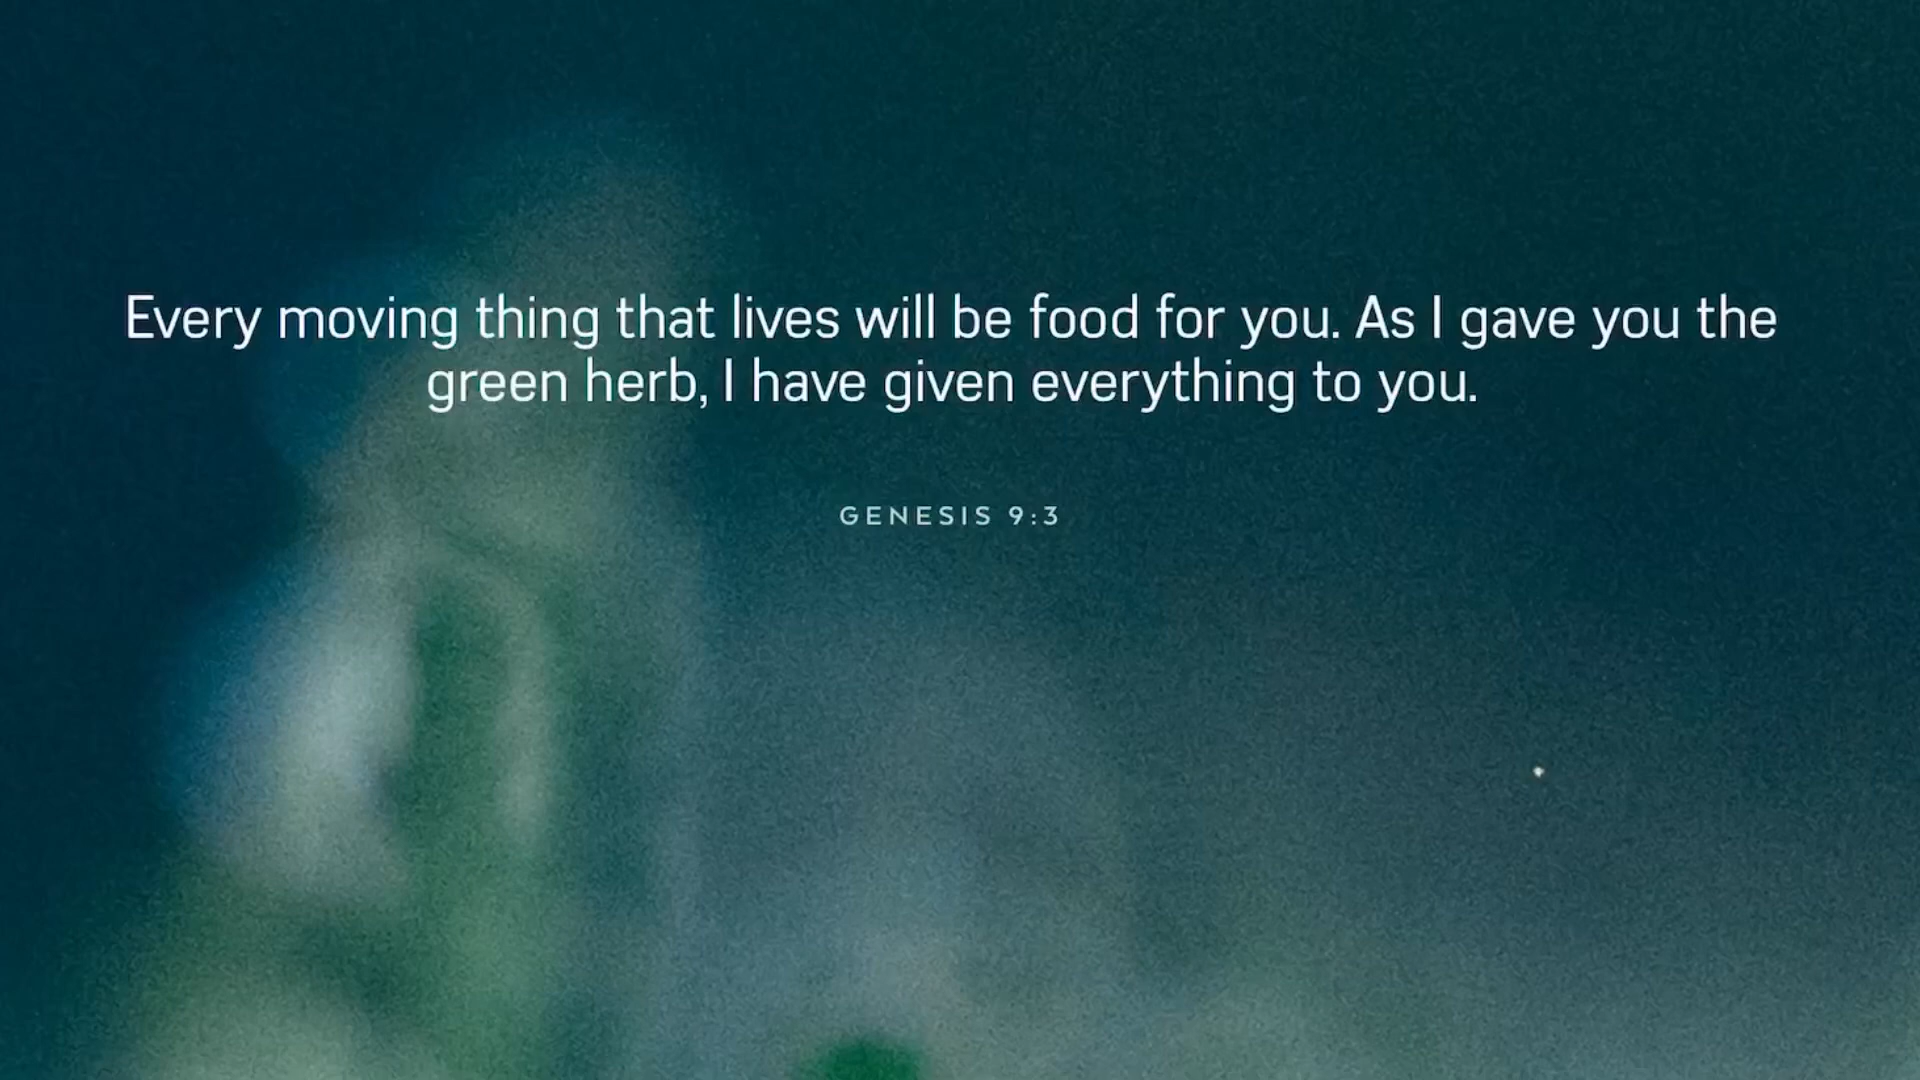 Every moving thing that lives will be food for you. As I gave you the
green herb, I have given everything to you.
GENESIS 9:3